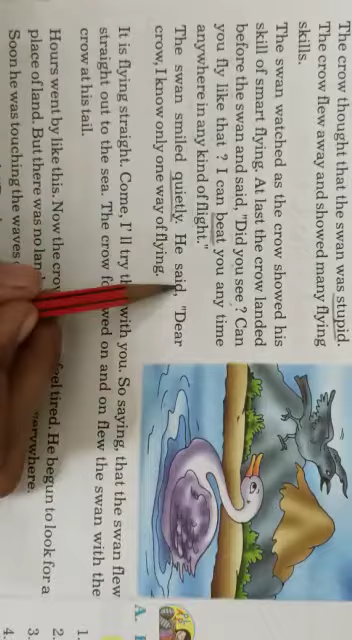 The crow thought that the swan was stupid.
The crow flew away and showed many flying
skills.
The swan watched as the crow showed his
skill of smart flying. At last the crow landed
before the swan and said, "Did you see ? Can
you fly like that ? I can beat you any time
anywhere in any kind of flight."
The swan smiled quietly. He said, "Dear
crow, I know only one way of flying.
It is flying straight. Come, I' ll try with you. So saying, that the swan flew
straight out to the sea. The crow on and on flew the swan with the
crow at his tail.
Hours went by like this. Now the feel tired. He begun to look for a
place of land. But there was no
Soon he was touching the waves
A.
1.
2.
3.
4.